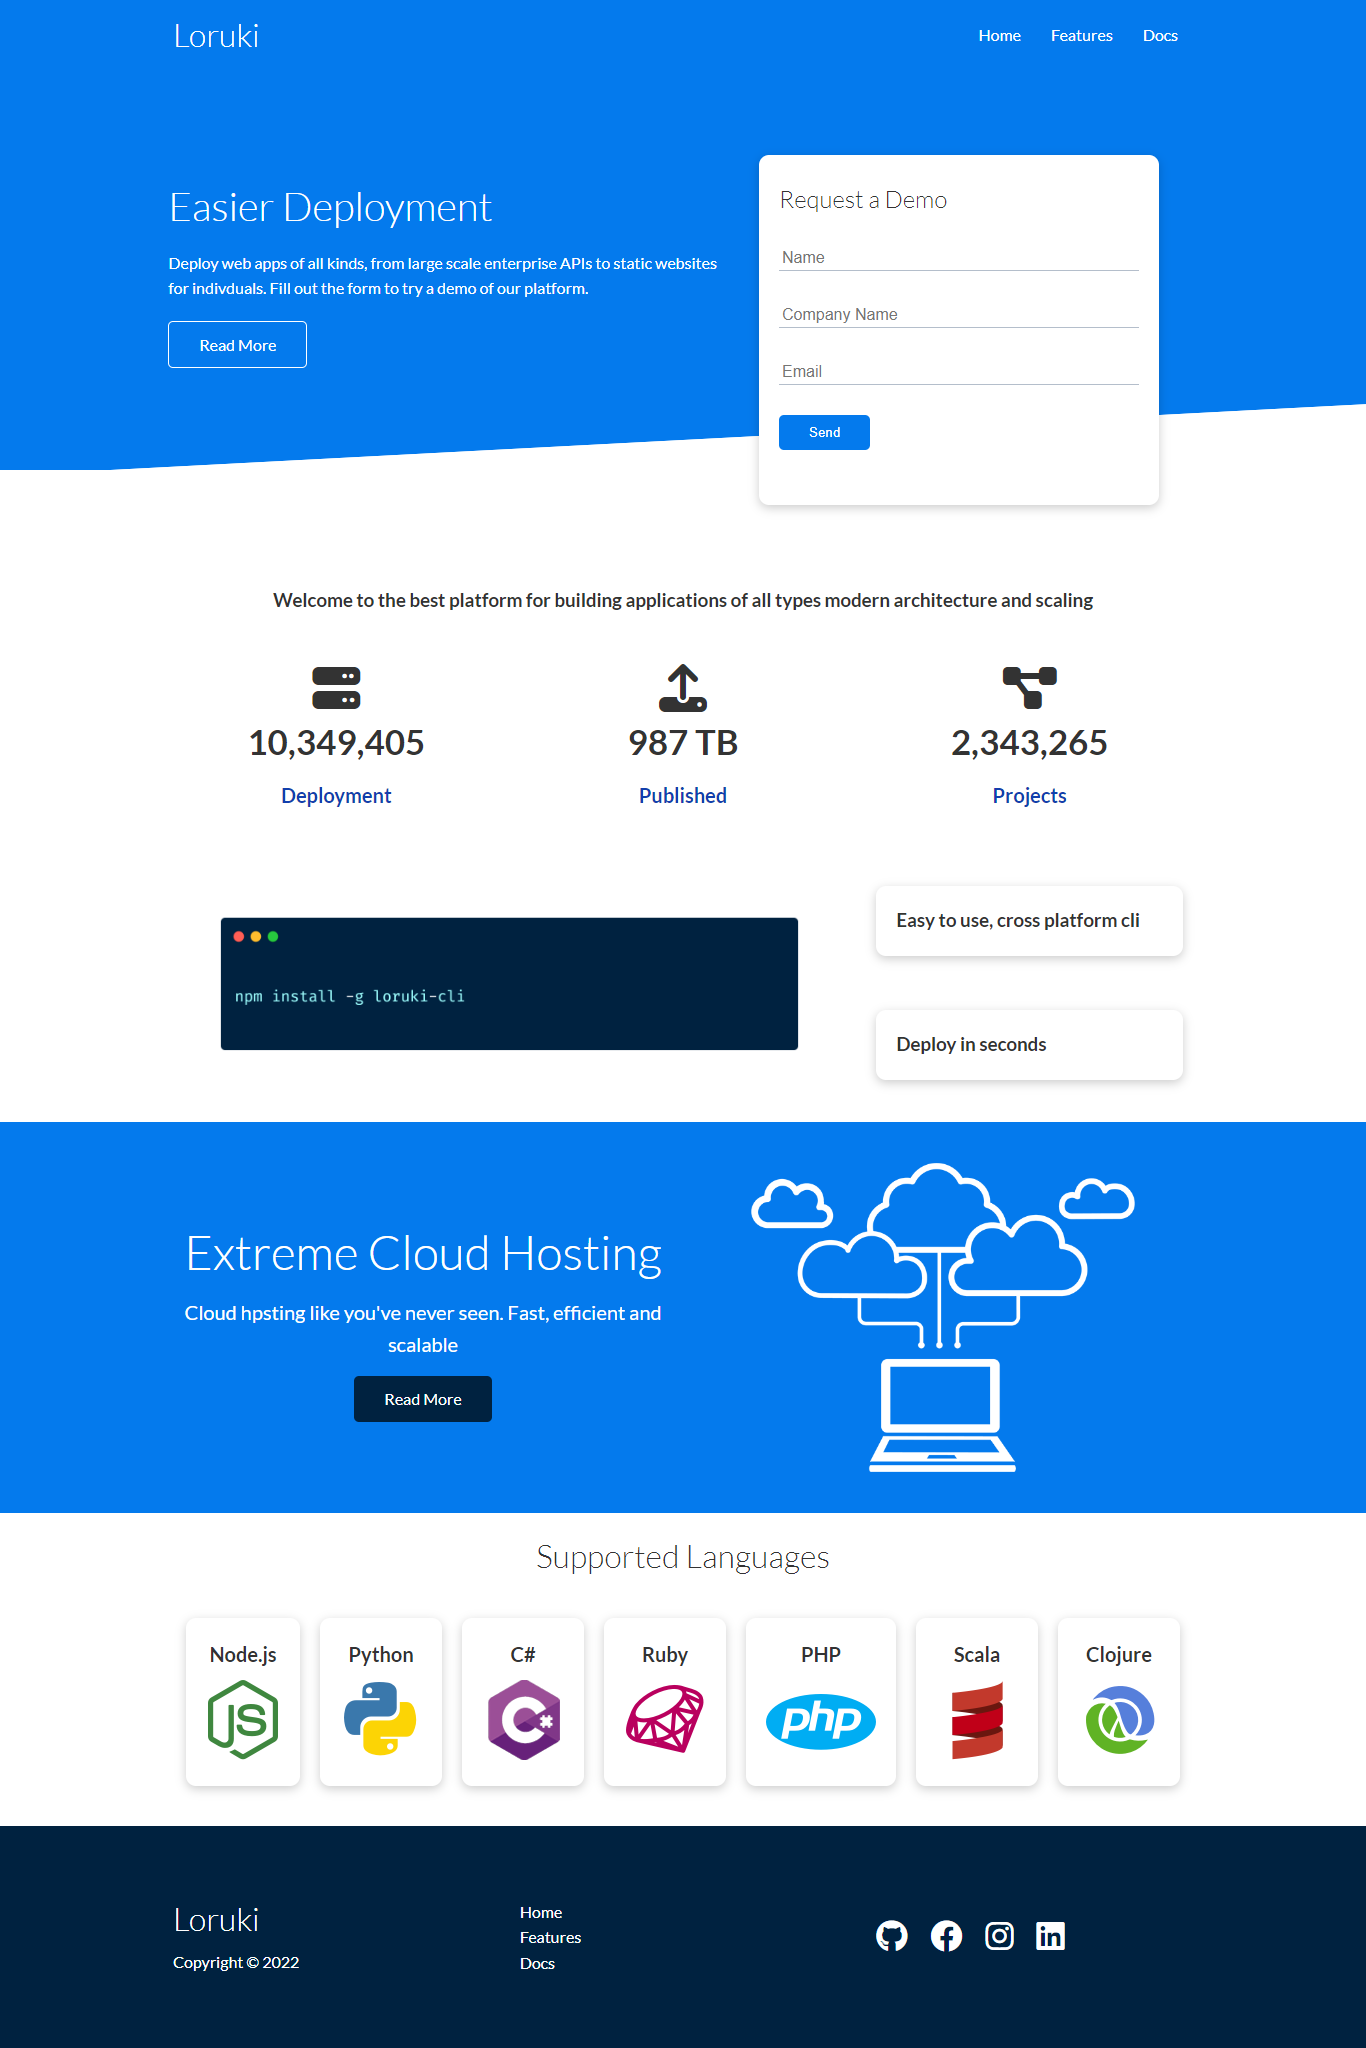 Loruki
Home
Features
Docs
Easier Deployment
Deploy web apps of all kinds, from large scale enterprise APIs to static websites
for indivduals. Fill out the form to try a demo of our platform.
Read More
Request a Demo
Name
Company Name
Email
Send
Welcome to the best platform for building applications of all types modern architecture and scaling
10,349,405
Deployment
987 TB
Published
2,343,265
Projects
npm install -g loruki-cli
Easy to use, cross platform cli
Deploy in seconds
Extreme Cloud Hosting
Cloud hpsting like you've never seen. Fast, efficient and
scalable
Read More
Supported Languages
Node.js
JS
Python
C#
C#
Ruby
PHP
php
Scala
Clojure
Loruki
Copyright © 2022
Home
Features
Docs
in